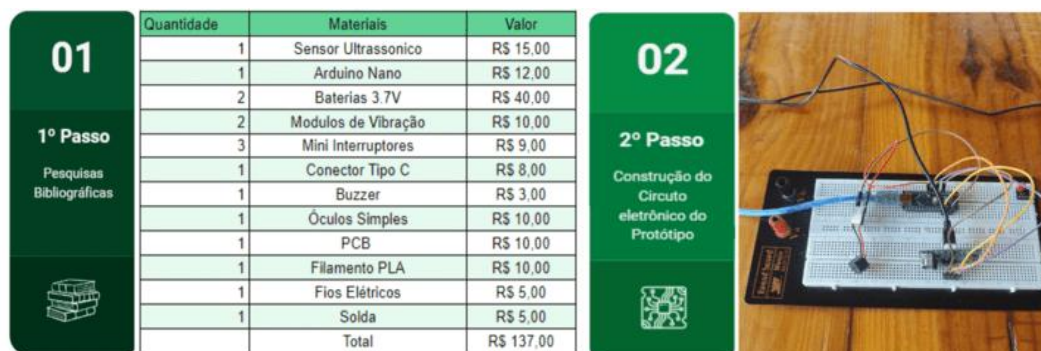 01
1º Passo
Pesquisas
Bibliográficas
Quantidade Materiais Valor
1 Sensor Ultrassonico R$ 15,00
1 Arduino Nano R$ 12,00
2 Baterias 3.7V R$ 40,00
2 Modulos de Vibração R$ 10,00
3 Mini Interruptores R$ 9,00
1 Conector Tipo C R$ 8,00
1 Buzzer R$ 3,00
1 Óculos Simples R$ 10,00
1 PCB R$ 10,00
1 Filamento PLA R$ 10,00
1 Fios Elétricos R$ 5,00
1 Solda R$ 5,00
Total R$ 137,00
02
2º Passo
Construção do
Circuto
eletrônico do
Protótipo